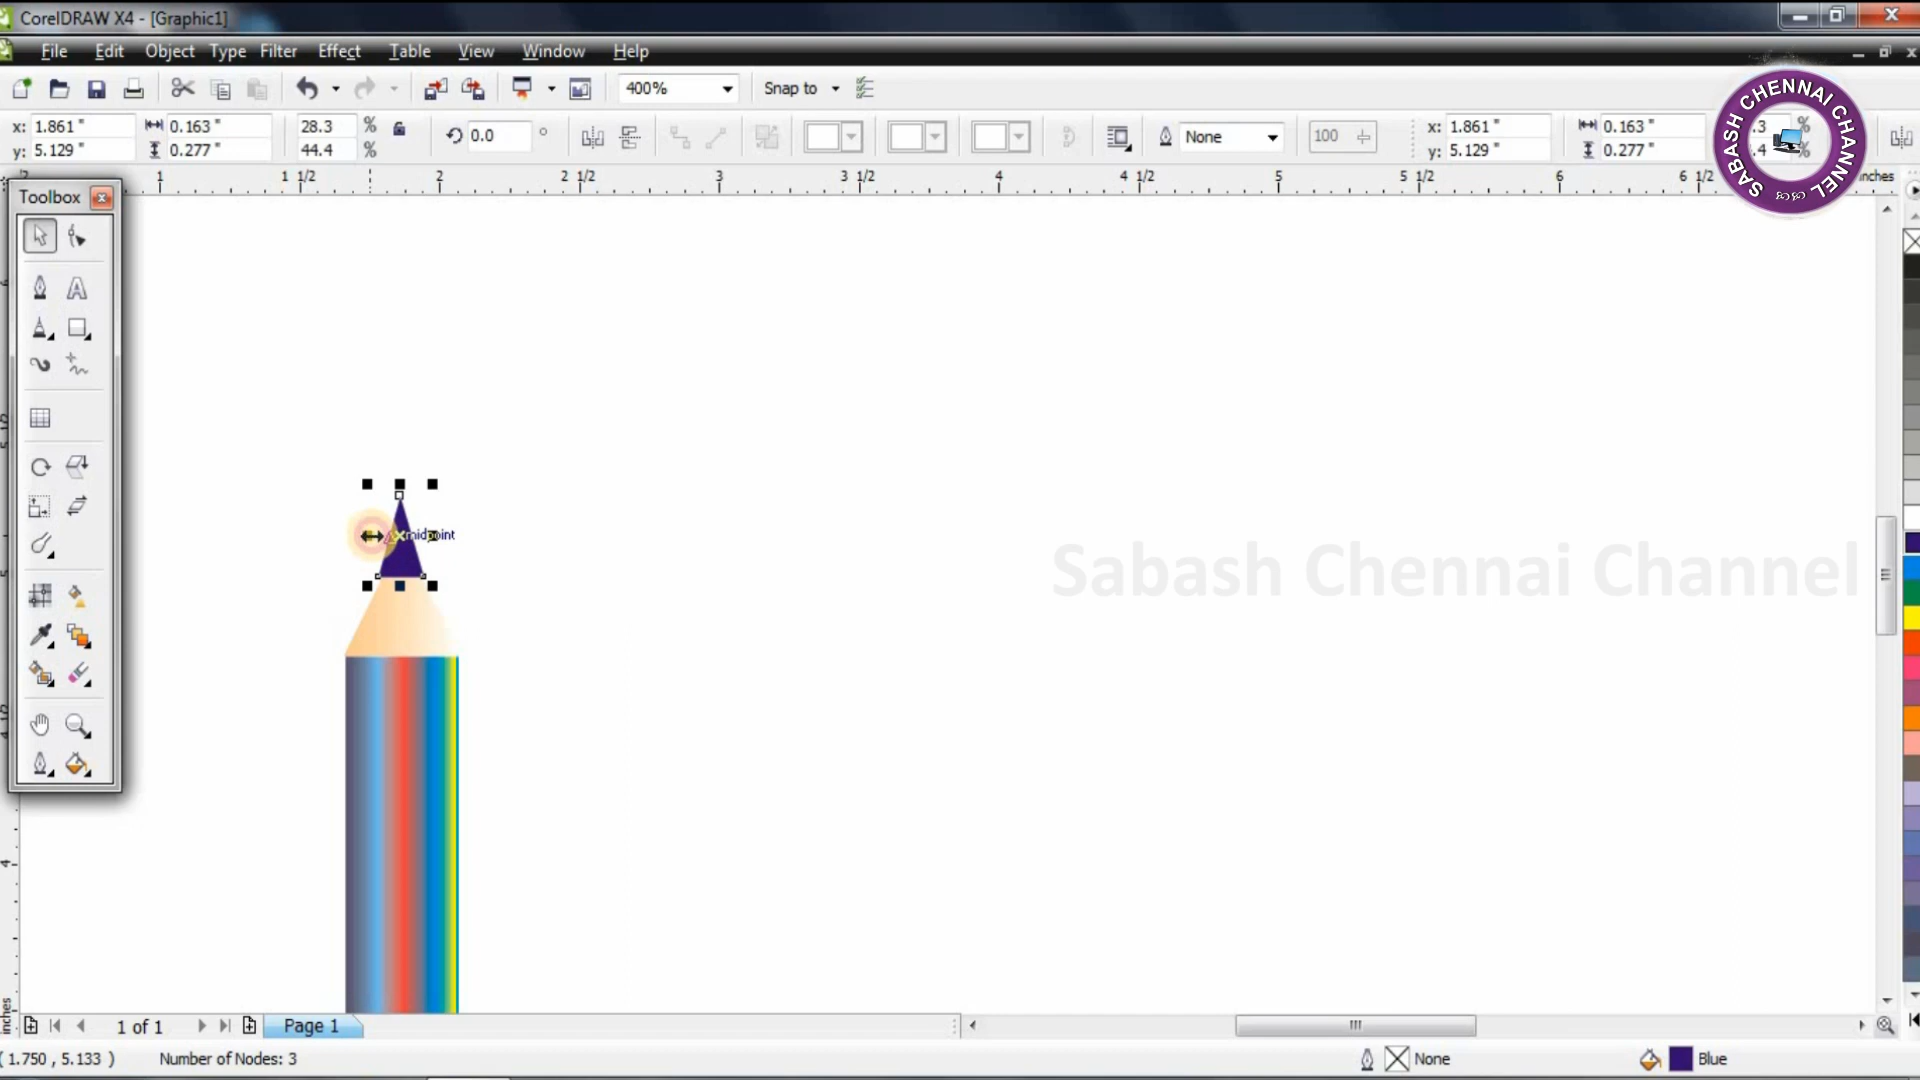 CorelDRAW X4 - [Graphic1]
File Edit Object Type Filter Effect Table View Window Help
400% Snap to
x: 1.861 " 0.163 " 28.3 % 0.0 ° None 100 x: 1.861 " 0.163 " .3 %
y: 5.129 " 0.277 " 44.4 % y: 5.129 " 0.277 " .4 %
SABASH CHENNAI CHANNEL
1 1 1/2 2 2 1/2 3 3 1/2 4 4 1/2 5 5 1/2 6 6 1/2 inches
Toolbox
midpoint
Sabash Chennai Channel
4
inches
1 of 1 Page 1
( 1.750 , 5.133 ) Number of Nodes: 3 None Blue